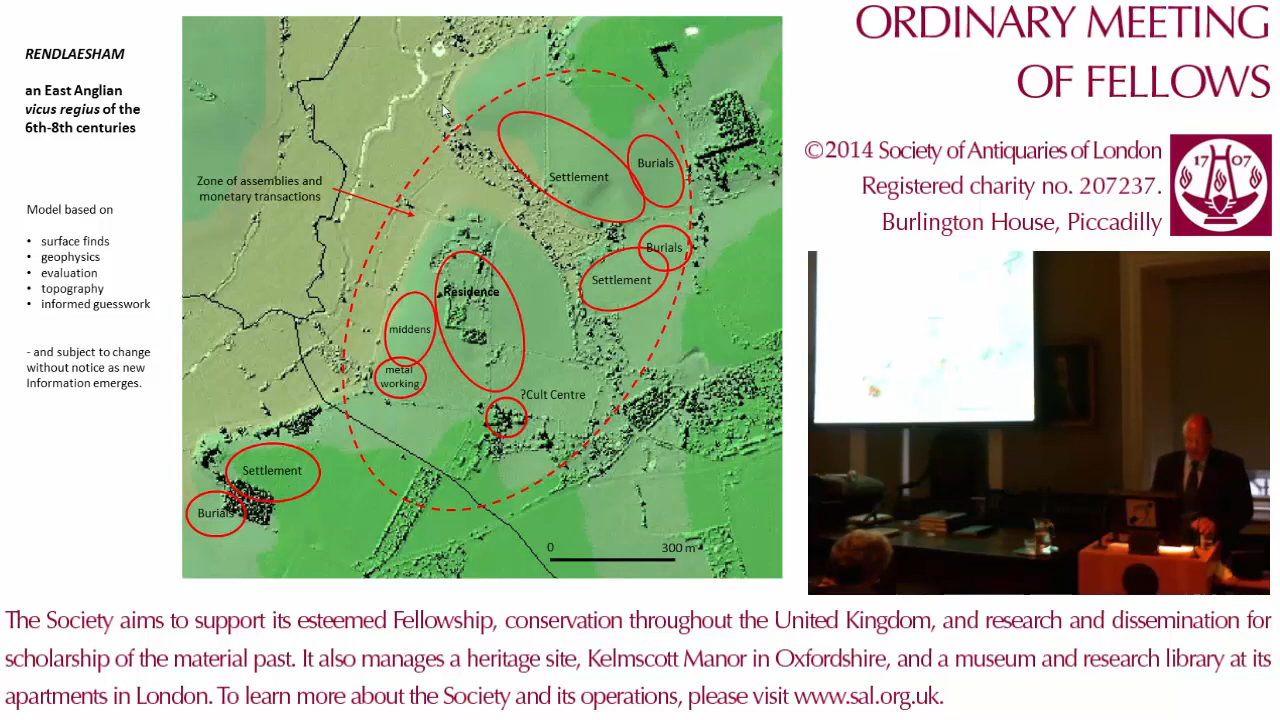 RENDLAESHAM
an East Anglian
vicus regius of the
6th-8th centuries
Model based on
• surface finds
• geophysics
• evaluation
• topography
• informed guesswork
- and subject to change
without notice as new
Information emerges.
Zone of assemblies and
monetary transactions
Settlement
Burials
Burials
Settlement
Residence
middens
metal
working
?Cult Centre
Settlement
Burials
0 300 m
ORDINARY MEETING
OF FELLOWS
©2014 Society of Antiquaries of London
Registered charity no. 207237.
Burlington House, Piccadilly
17 07
The Society aims to support its esteemed Fellowship, conservation throughout the United Kingdom, and research and dissemination for
scholarship of the material past. It also manages a heritage site, Kelmscott Manor in Oxfordshire, and a museum and research library at its
apartments in London. To learn more about the Society and its operations, please visit www.sal.org.uk.